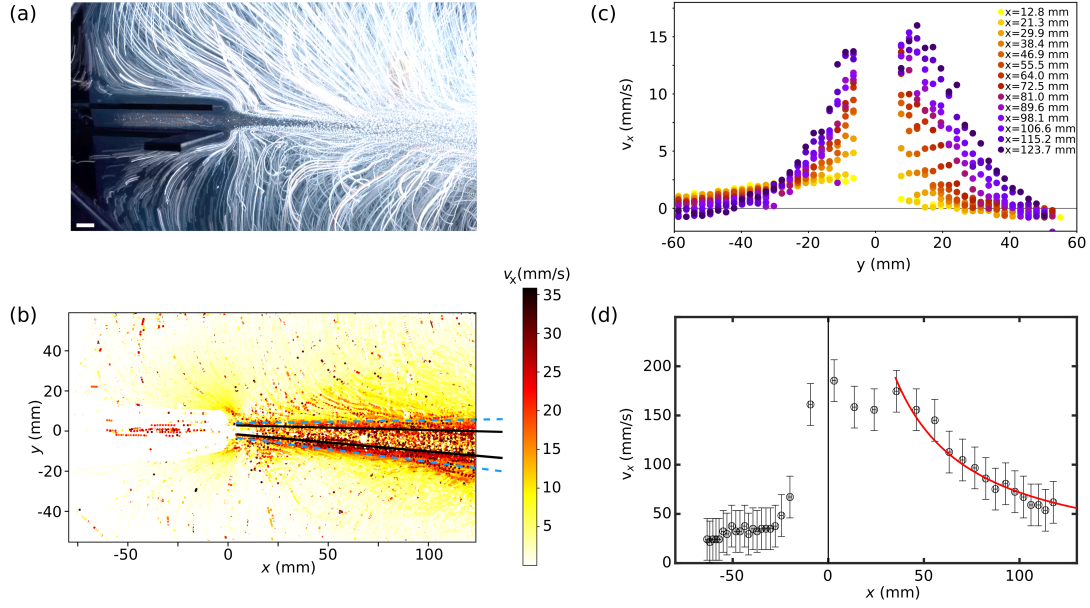 (a)
(c)
15
10
5
0
-60
-40
-20
0
20
40
60
v_x (mm/s)
y (mm)
x=12.8 mm
x=21.3 mm
x=29.9 mm
x=38.4 mm
x=46.9 mm
x=55.5 mm
x=64.0 mm
x=72.5 mm
x=81.0 mm
x=89.6 mm
x=98.1 mm
x=106.6 mm
x=115.2 mm
x=123.7 mm
(b)
v_x(mm/s)
35
30
25
20
15
10
5
40
20
0
-20
-40
y (mm)
-50
0
50
100
x (mm)
(d)
200
150
100
50
0
v_x (mm/s)
-50
0
50
100
x (mm)